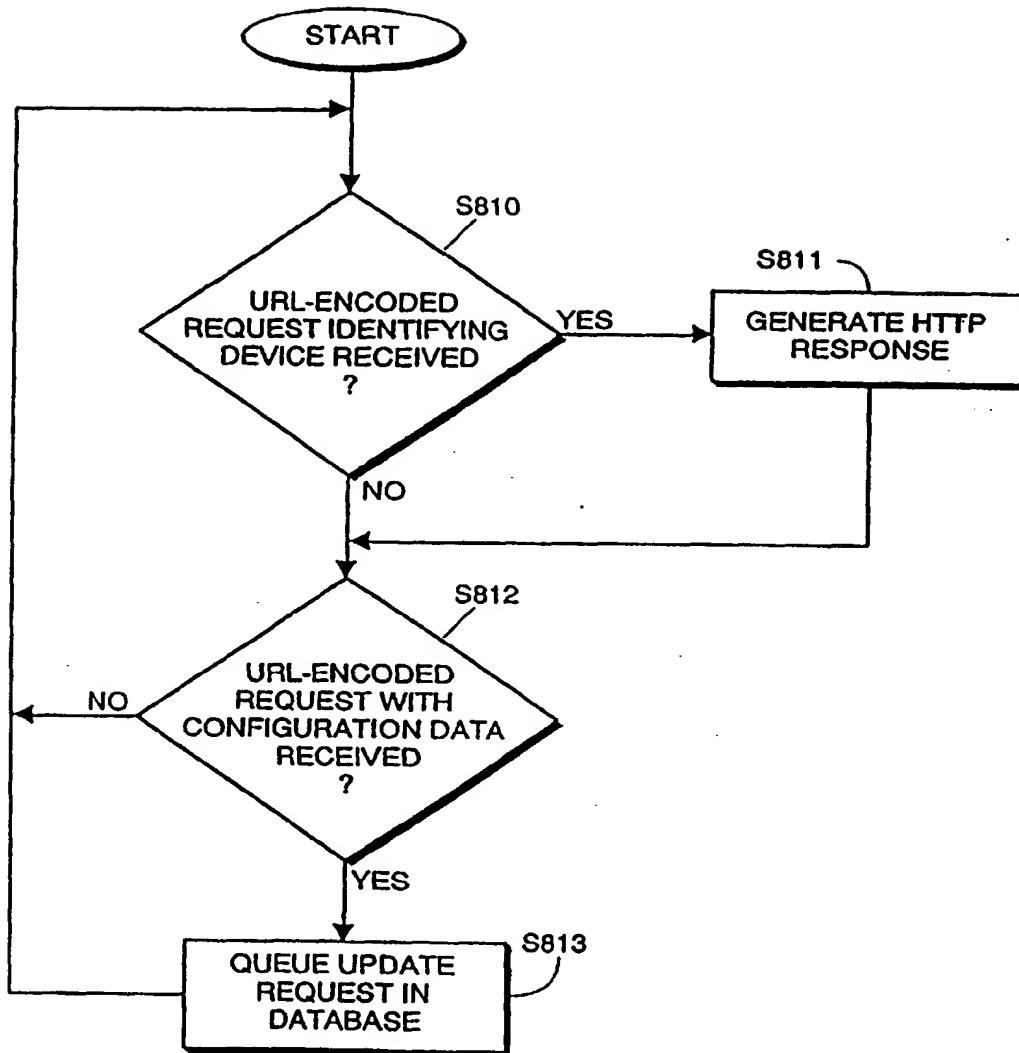 START
S810
URL-ENCODED
REQUEST IDENTIFYING
DEVICE RECEIVED
?
YES
S811
GENERATE HTTP
RESPONSE
NO
S812
URL-ENCODED
REQUEST WITH
CONFIGURATION DATA
RECEIVED
?
NO
YES
S813
QUEUE UPDATE
REQUEST IN
DATABASE